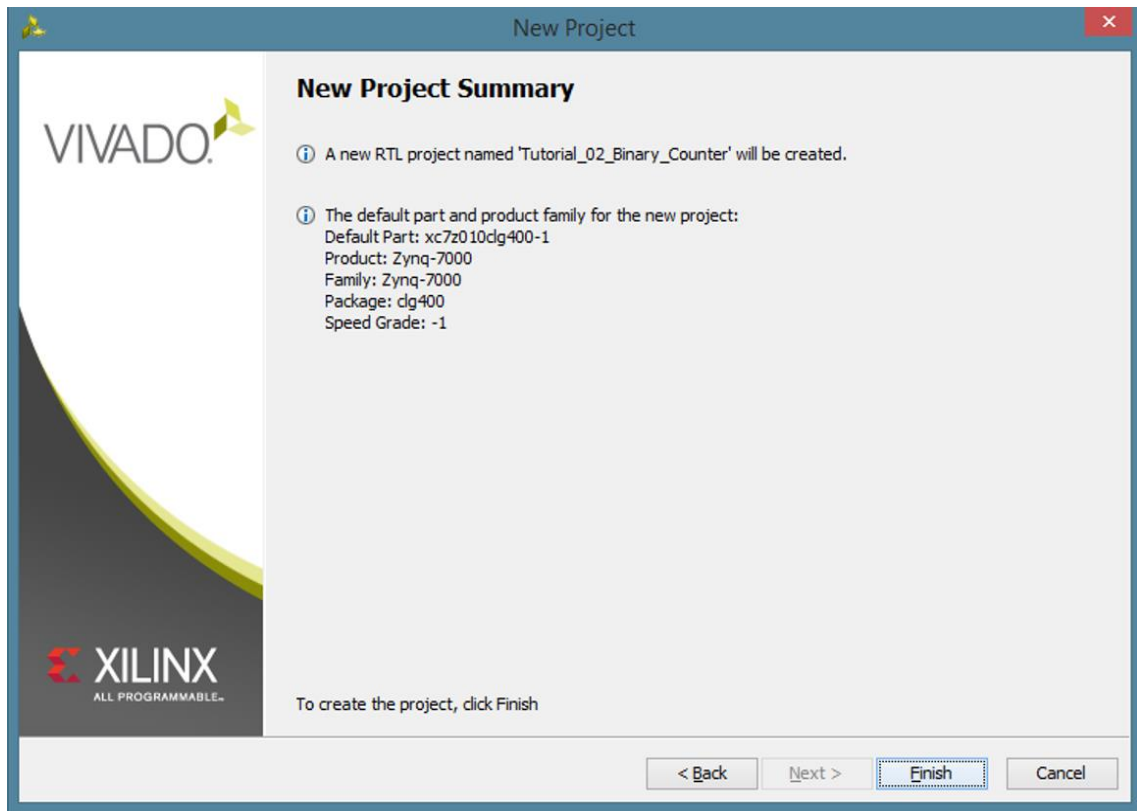 New Project
VIVADO.
New Project Summary
A new RTL project named 'Tutorial_02_Binary_Counter' will be created.
The default part and product family for the new project:
Default Part: xc7z010clg400-1
Product: Zynq-7000
Family: Zynq-7000
Package: clg400
Speed Grade: -1
XILINX
ALL PROGRAMMABLE™
To create the project, click Finish
< Back
Next >
Finish
Cancel